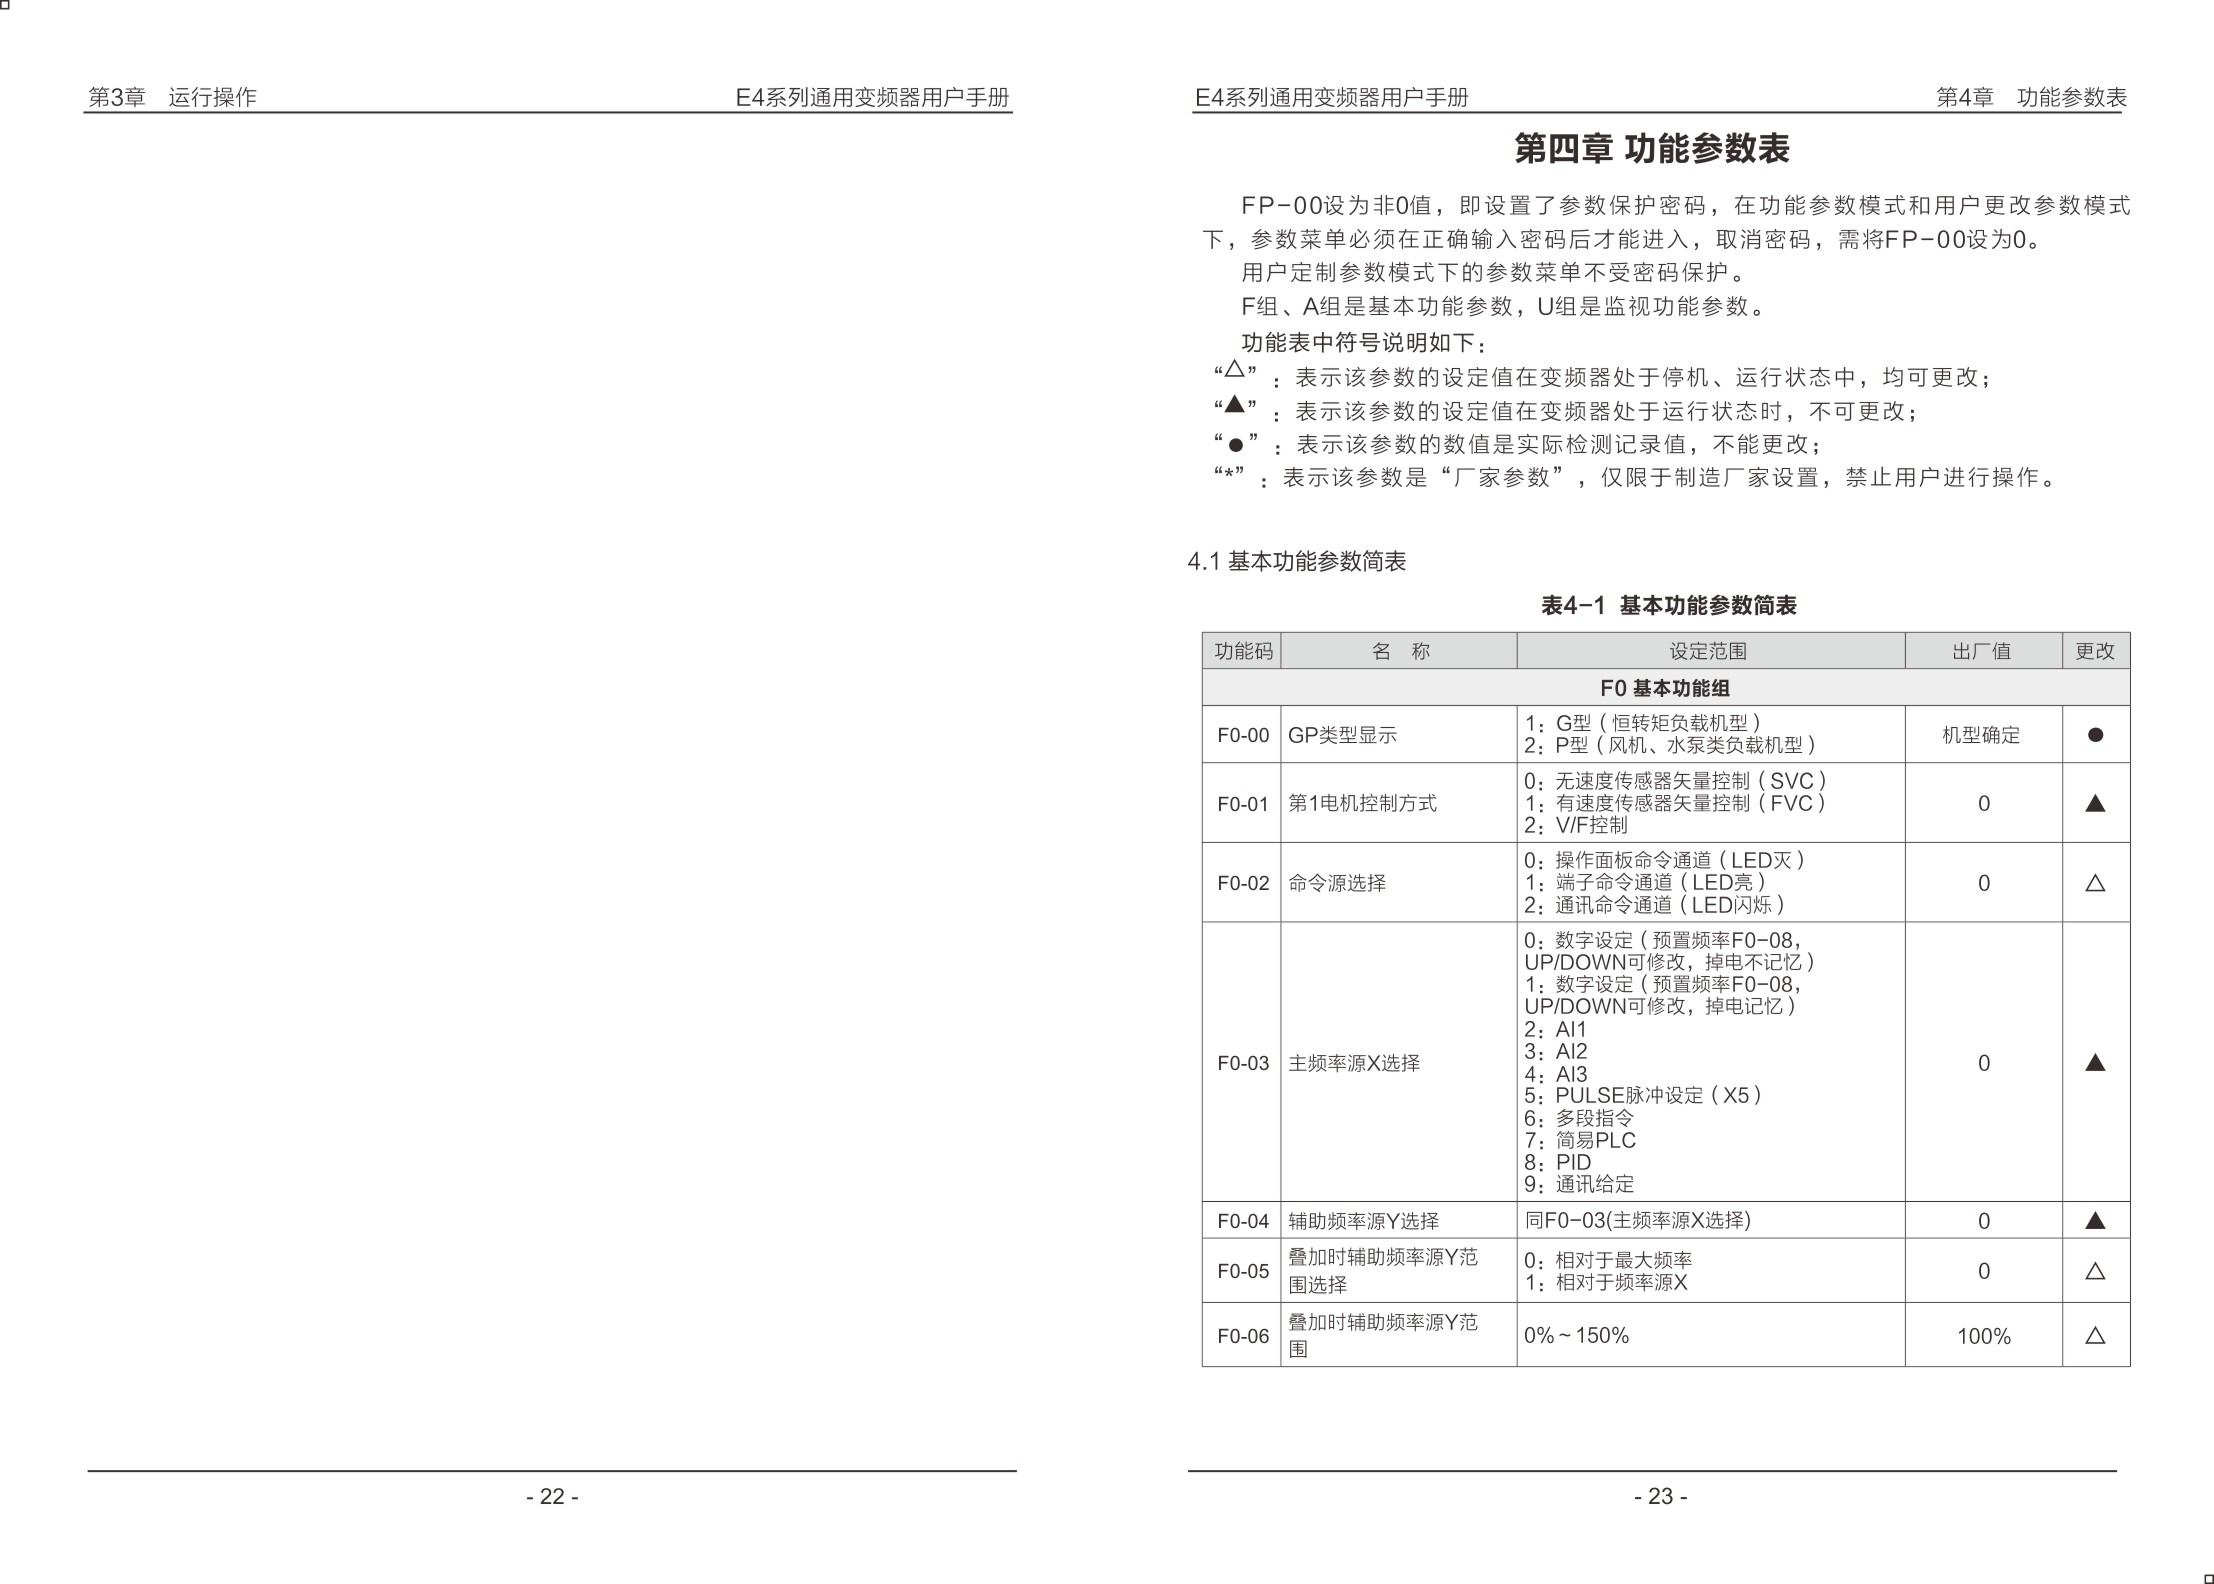 第3章　运行操作
E4系列通用变频器用户手册
- 22 -
E4系列通用变频器用户手册
第4章　功能参数表
第四章 功能参数表
FP-00设为非0值，即设置了参数保护密码，在功能参数模式和用户更改参数模式
下，参数菜单必须在正确输入密码后才能进入，取消密码，需将FP-00设为0。
用户定制参数模式下的参数菜单不受密码保护。
F组、A组是基本功能参数，U组是监视功能参数。
功能表中符号说明如下：
“△”：表示该参数的设定值在变频器处于停机、运行状态中，均可更改；
“▲”：表示该参数的设定值在变频器处于运行状态时，不可更改；
“●”：表示该参数的数值是实际检测记录值，不能更改；
“*”：表示该参数是“厂家参数”，仅限于制造厂家设置，禁止用户进行操作。
4.1 基本功能参数简表
表4-1 基本功能参数简表
功能码 名　称 设定范围 出厂值 更改
F0 基本功能组
F0-00 GP类型显示
1：G型（恒转矩负载机型）
2：P型（风机、水泵类负载机型）
机型确定 ●
F0-01 第1电机控制方式
0：无速度传感器矢量控制（SVC）
1：有速度传感器矢量控制（FVC）
2：V/F控制
0 ▲
F0-02 命令源选择
0：操作面板命令通道（LED灭）
1：端子命令通道（LED亮）
2：通讯命令通道（LED闪烁）
0 △
F0-03 主频率源X选择
0：数字设定（预置频率F0-08，
UP/DOWN可修改，掉电不记忆）
1：数字设定（预置频率F0-08，
UP/DOWN可修改，掉电记忆）
2：AI1
3：AI2
4：AI3
5：PULSE脉冲设定（X5）
6：多段指令
7：简易PLC
8：PID
9：通讯给定
0 ▲
F0-04 辅助频率源Y选择 同F0-03(主频率源X选择) 0 ▲
F0-05 叠加时辅助频率源Y范
围选择
0：相对于最大频率
1：相对于频率源X
0 △
F0-06 叠加时辅助频率源Y范
围
0%～150% 100% △
- 23 -